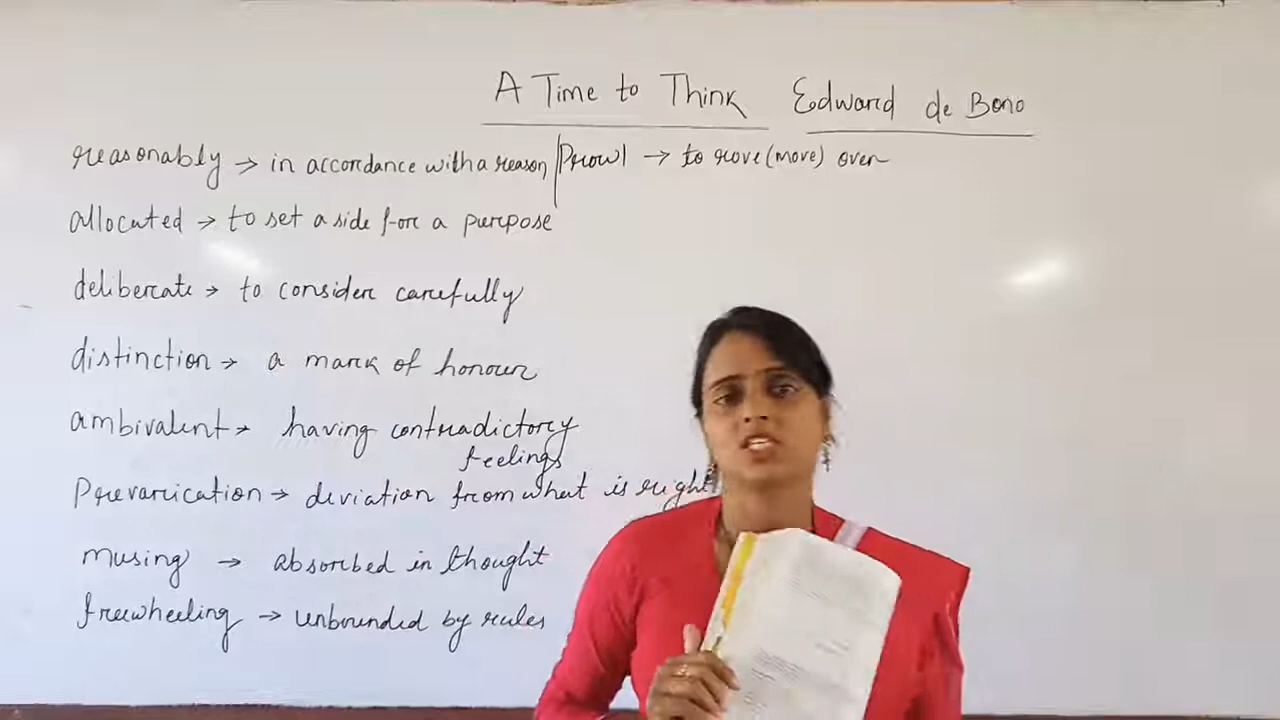 A Time to Think Edward de Bono
reasonably → in accordance with a reason | Prowl → to rove (move) over
allocated → to set a side for a purpose
deliberate → to consider carefully
distinction → a mark of honour
ambivalent → having contradictory
feelings
Prevarication → deviation from what is right
musing → absorbed in thought
freewheeling → unbounded by rules